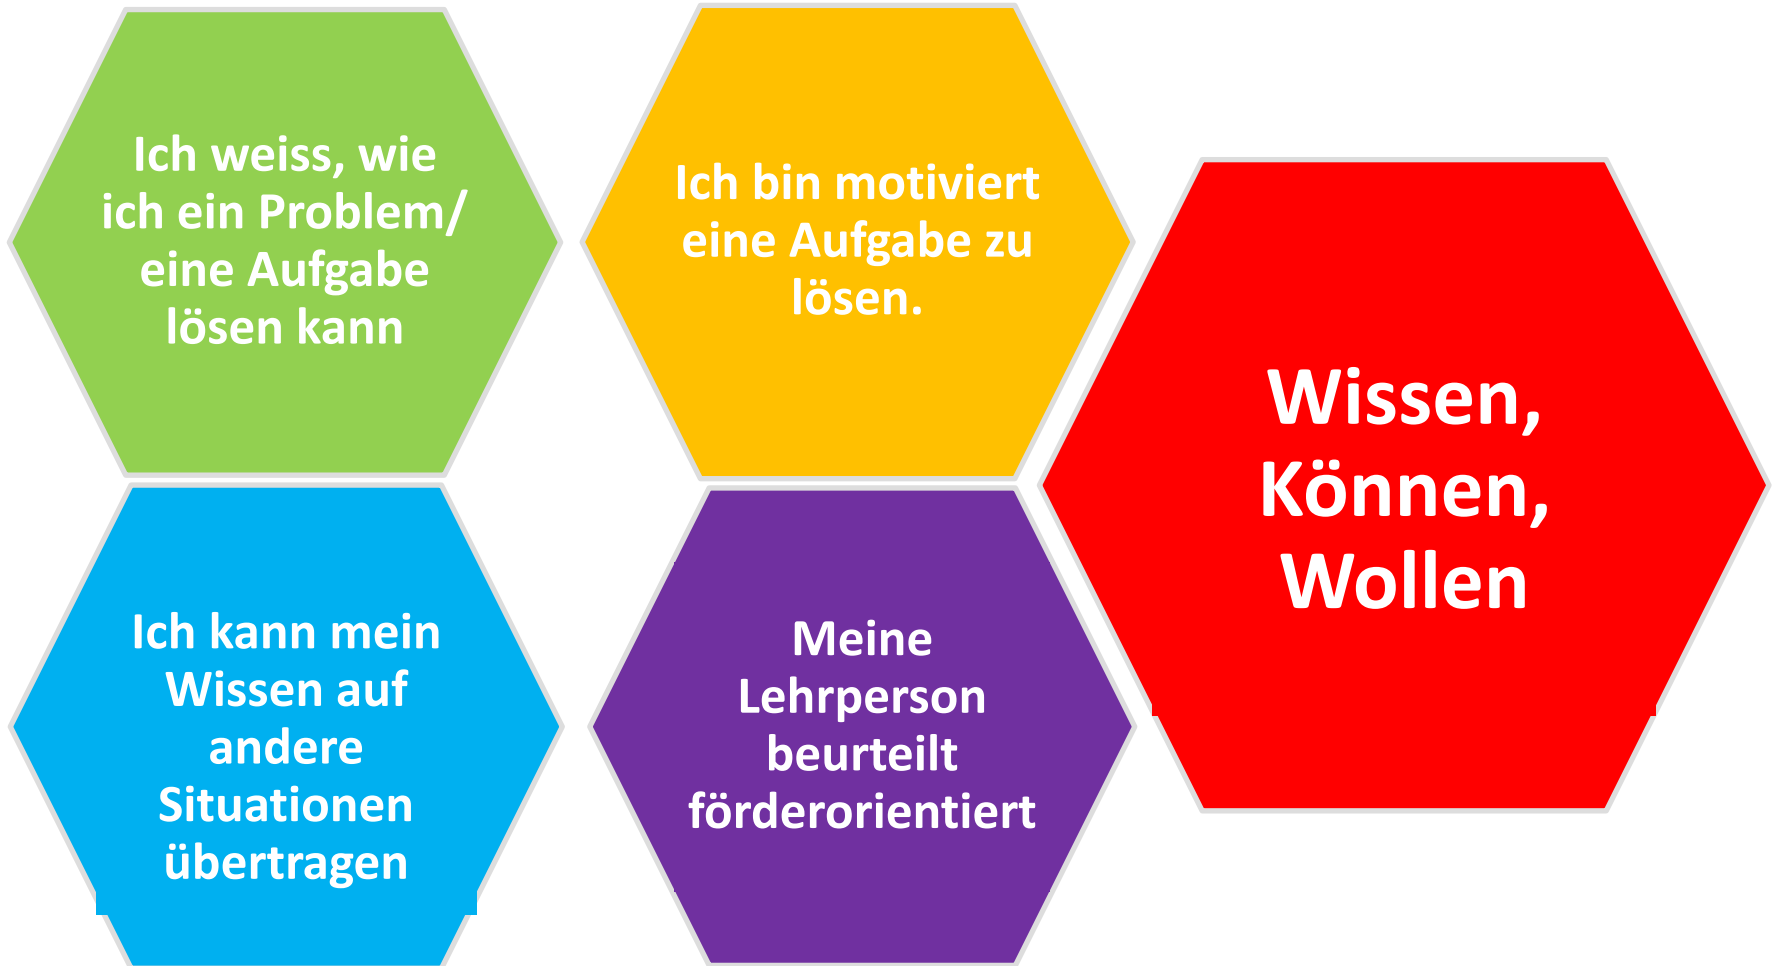 Ich weiss, wie
ich ein Problem/
eine Aufgabe
lösen kann
Ich bin motiviert
eine Aufgabe zu
lösen.
Wissen,
Können,
Wollen
Ich kann mein
Wissen auf
andere
Situationen
übertragen
Meine
Lehrperson
beurteilt
förderorientiert